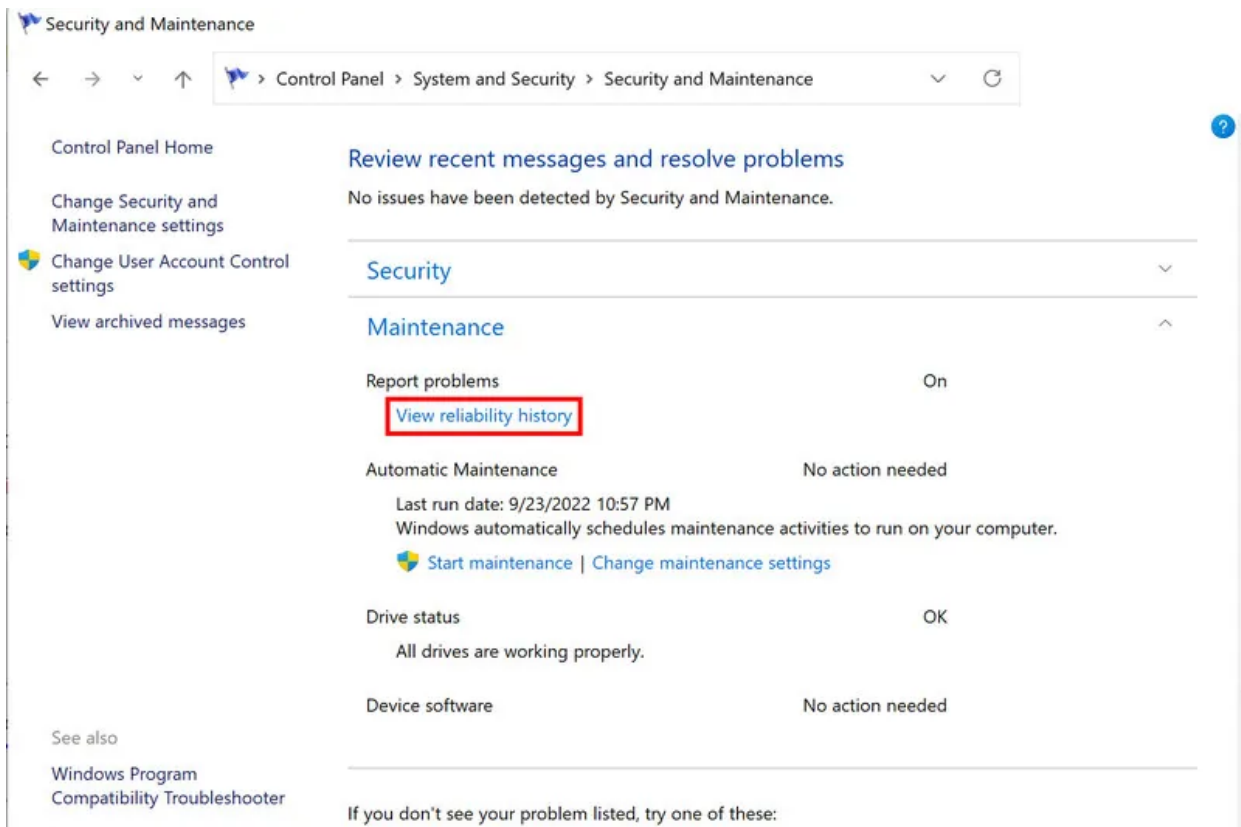 Security and Maintenance
Control Panel > System and Security > Security and Maintenance
?
Control Panel Home
Change Security and
Maintenance settings
Change User Account Control
settings
View archived messages
See also
Windows Program
Compatibility Troubleshooter
Review recent messages and resolve problems
No issues have been detected by Security and Maintenance.
Security
Maintenance
Report problems On
View reliability history
Automatic Maintenance No action needed
Last run date: 9/23/2022 10:57 PM
Windows automatically schedules maintenance activities to run on your computer.
Start maintenance | Change maintenance settings
Drive status OK
All drives are working properly.
Device software No action needed
If you don't see your problem listed, try one of these: